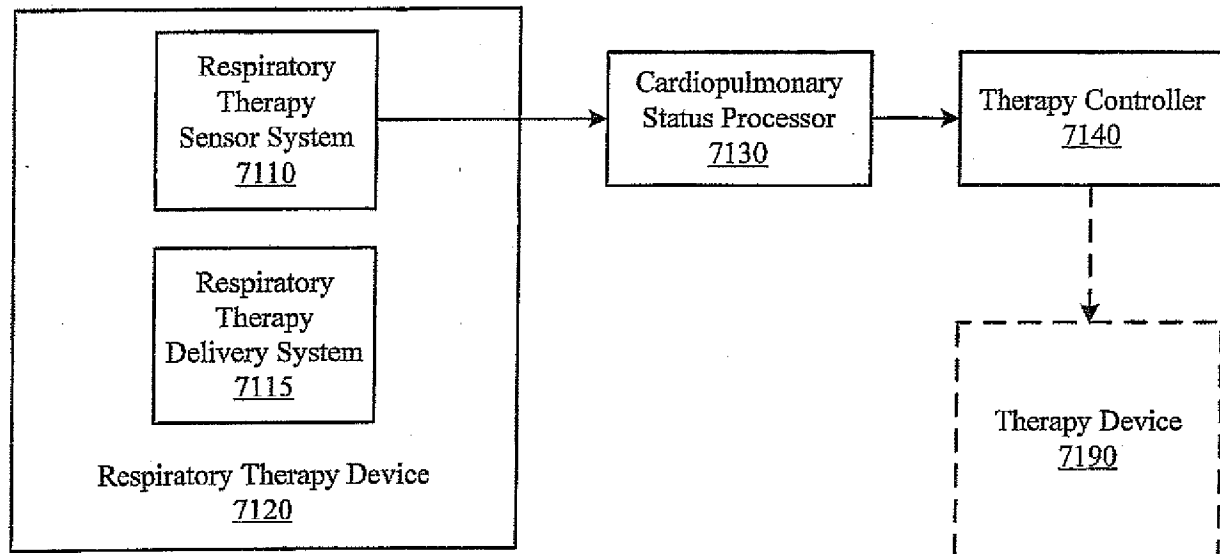 Respiratory
Therapy
Sensor System
7110
Respiratory
Therapy
Delivery System
7115
Respiratory Therapy Device
7120
Cardiopulmonary
Status Processor
7130
Therapy Controller
7140
Therapy Device
7190